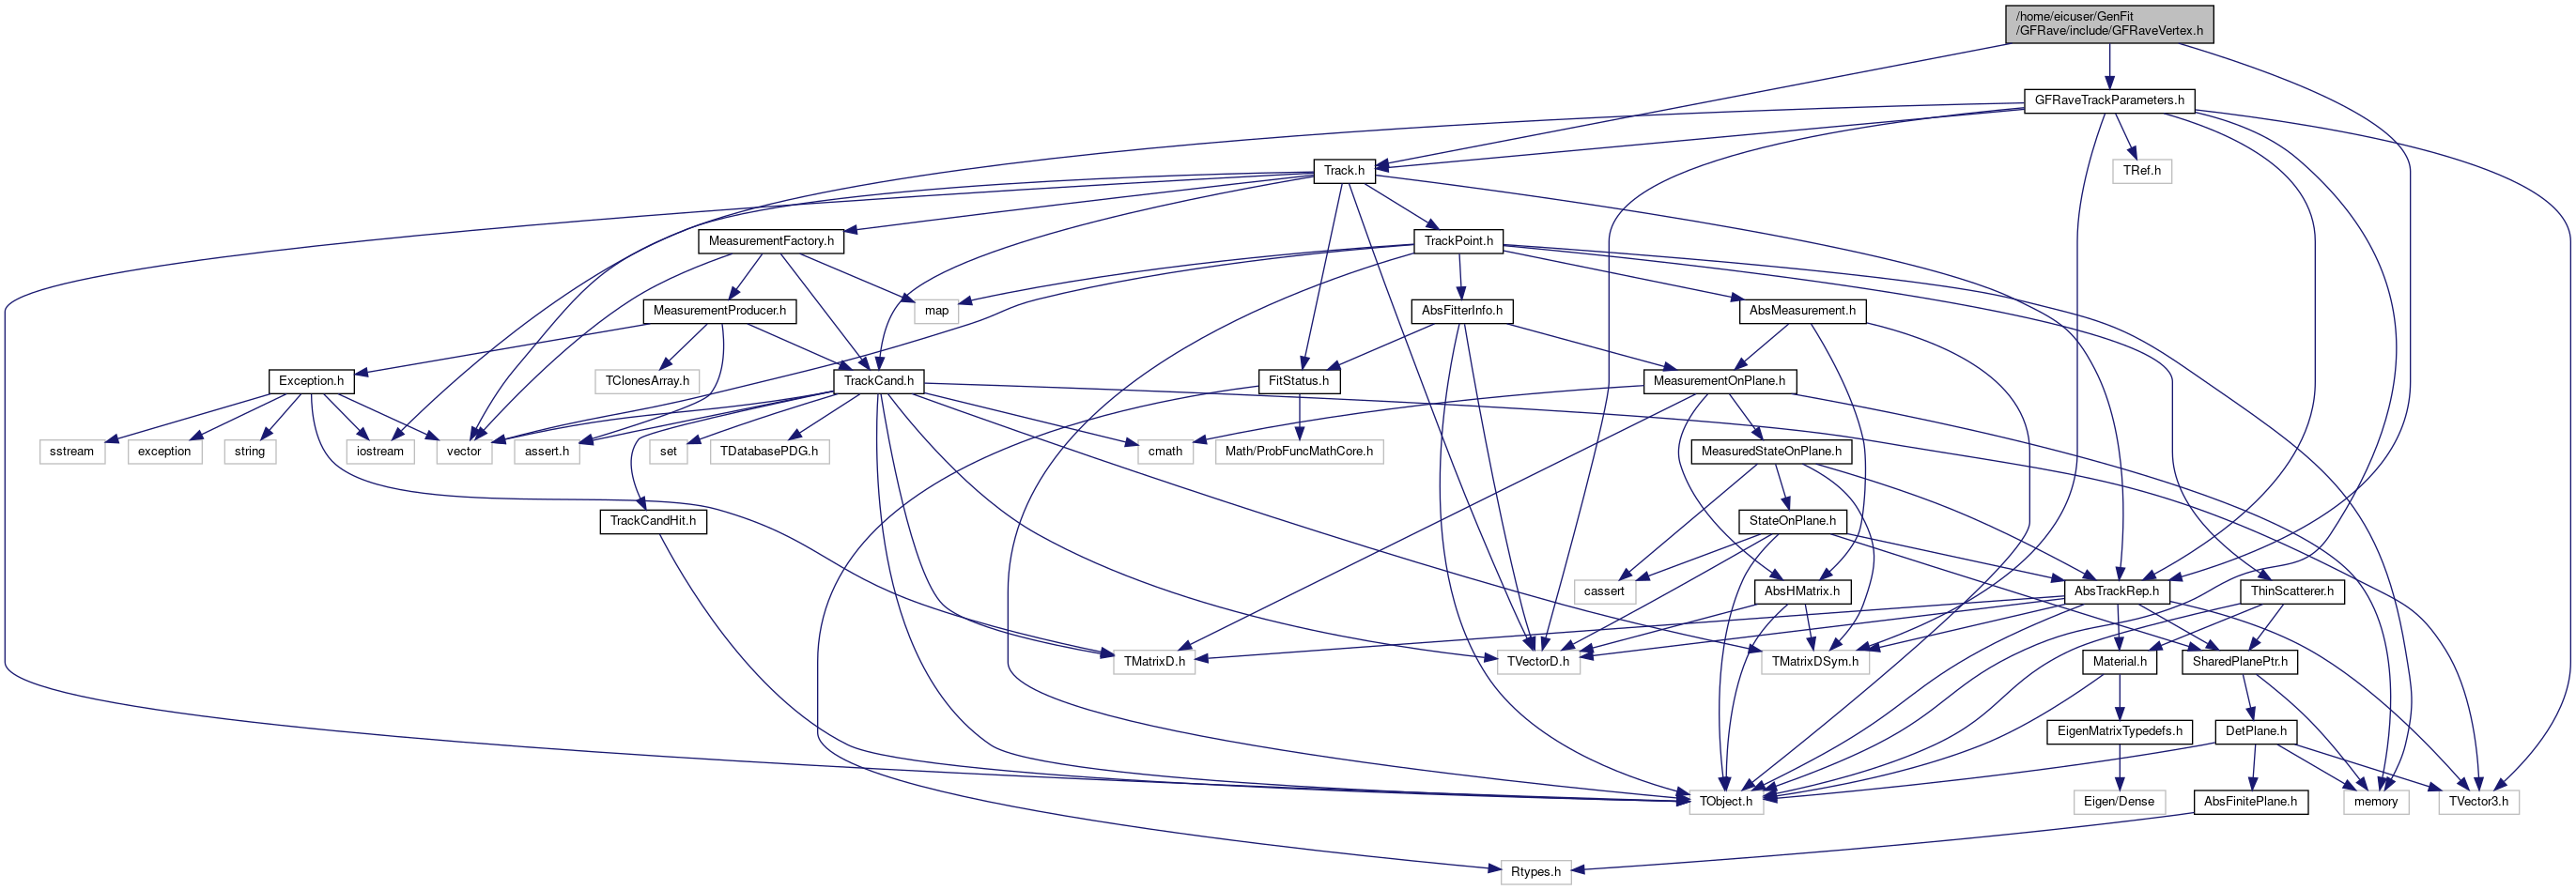 /home/eicuser/GenFit
/GFRave/include/GFRaveVertex.h
GFRaveTrackParameters.h
Track.h
TRef.h
MeasurementFactory.h
TrackPoint.h
MeasurementProducer.h
map
AbsFitterInfo.h
AbsMeasurement.h
Exception.h
TClonesArray.h
TrackCand.h
FitStatus.h
MeasurementOnPlane.h
sstream
exception
string
iostream
vector
assert.h
set
TDatabasePDG.h
cmath
Math/ProbFuncMathCore.h
MeasuredStateOnPlane.h
TrackCandHit.h
StateOnPlane.h
cassert
AbsHMatrix.h
AbsTrackRep.h
ThinScatterer.h
TMatrixD.h
TVectorD.h
TMatrixDSym.h
Material.h
SharedPlanePtr.h
EigenMatrixTypedefs.h
DetPlane.h
TObject.h
Eigen/Dense
AbsFinitePlane.h
memory
TVector3.h
Rtypes.h